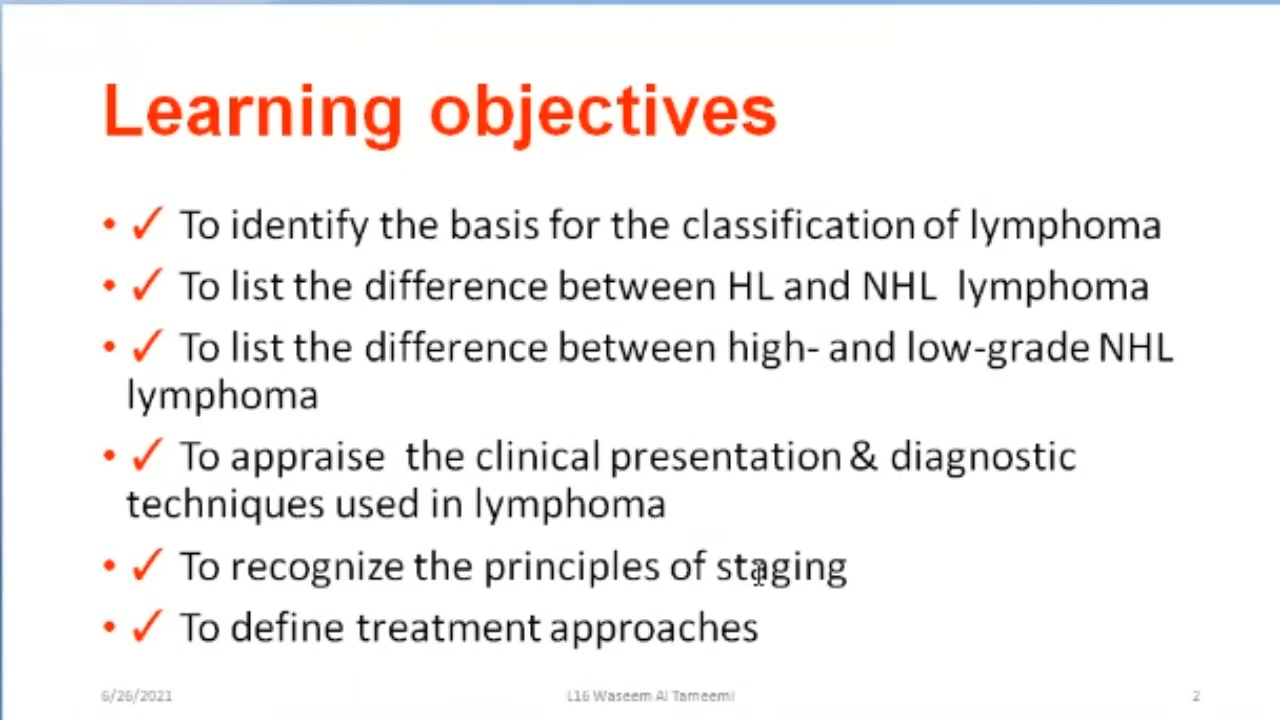 Learning objectives
• ✓ To identify the basis for the classification of lymphoma
• ✓ To list the difference between HL and NHL lymphoma
• ✓ To list the difference between high- and low-grade NHL
lymphoma
• ✓ To appraise the clinical presentation & diagnostic
techniques used in lymphoma
• ✓ To recognize the principles of staging
• ✓ To define treatment approaches
6/26/2021 L16 Waseem Al Tameemi 2